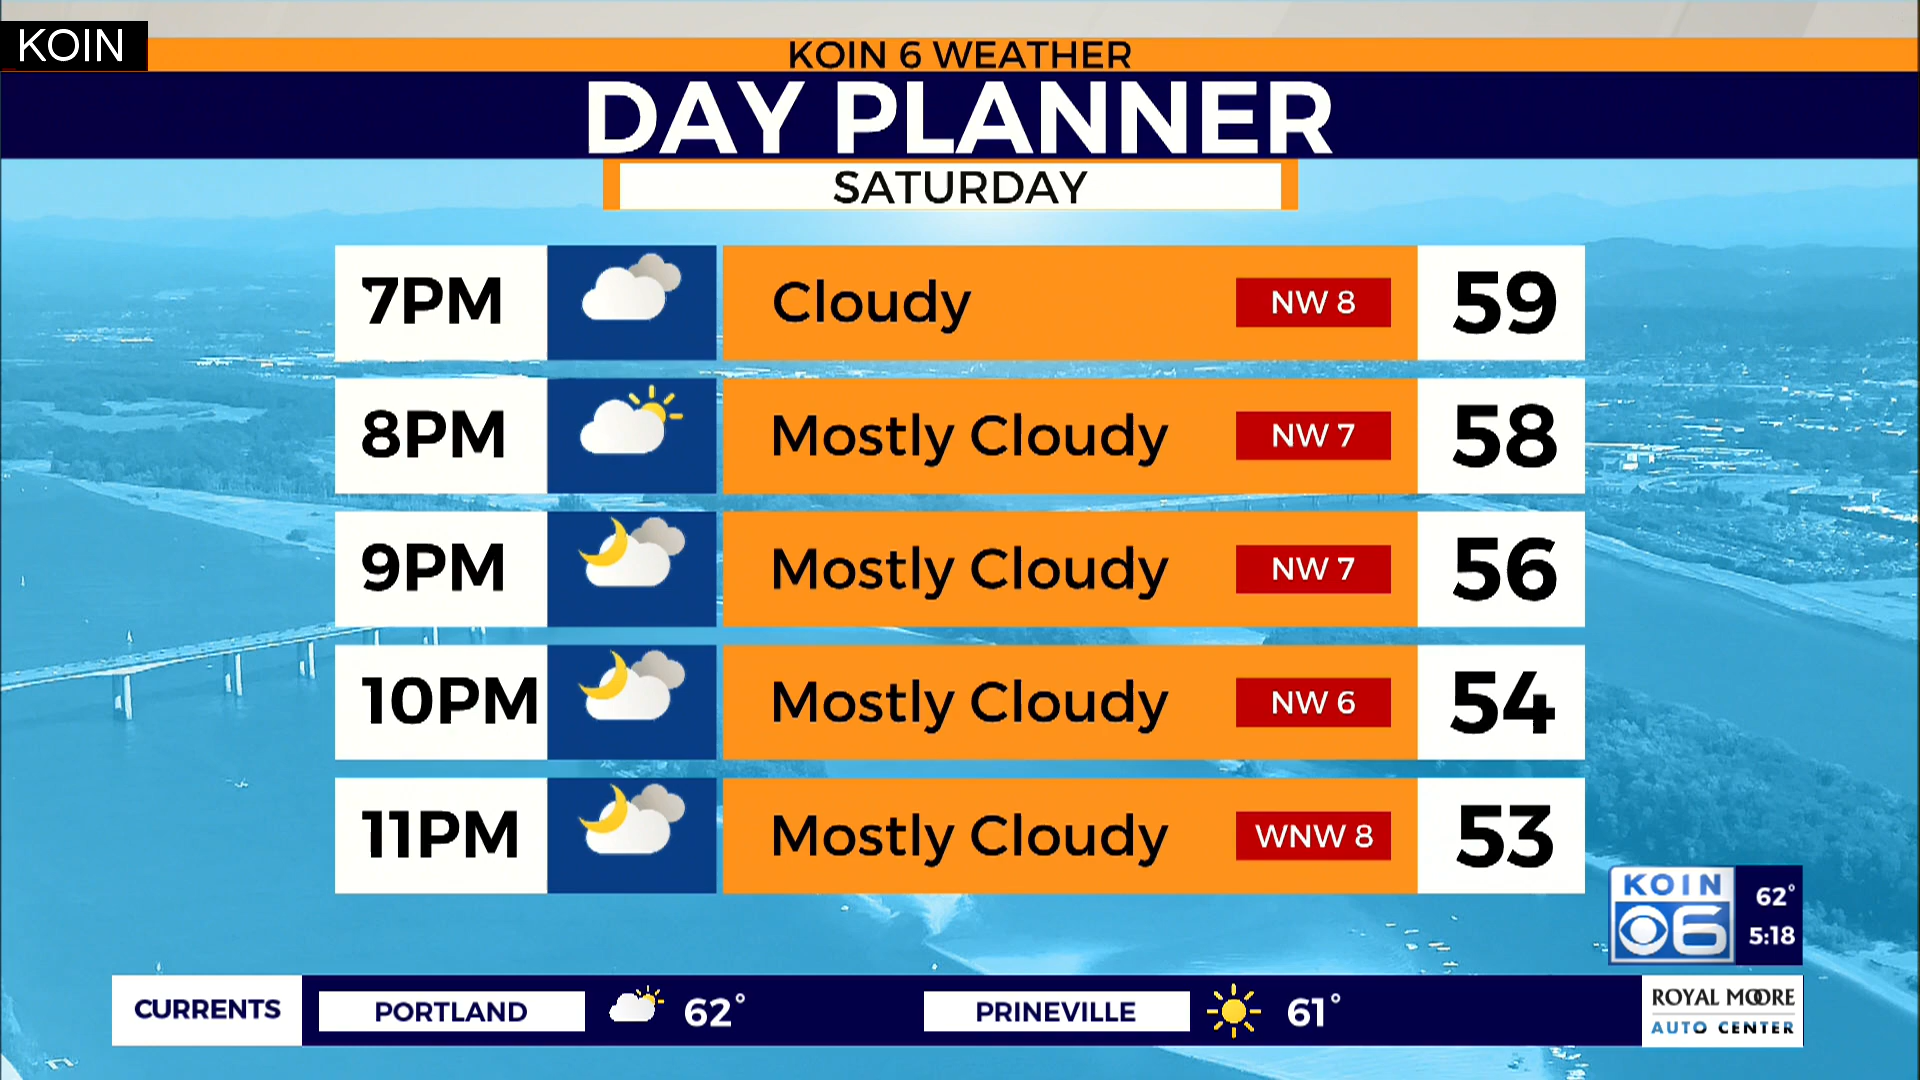 KOIN
KOIN 6 WEATHER
DAY PLANNER
SATURDAY
7PM Cloudy NW 8 59
8PM Mostly Cloudy NW 7 58
9PM Mostly Cloudy NW 7 56
10PM Mostly Cloudy NW 6 54
11PM Mostly Cloudy WNW 8 53
KOIN 6 62°
5:18
CURRENTS PORTLAND 62° PRINEVILLE 61°
ROYAL MOORE
AUTO CENTER